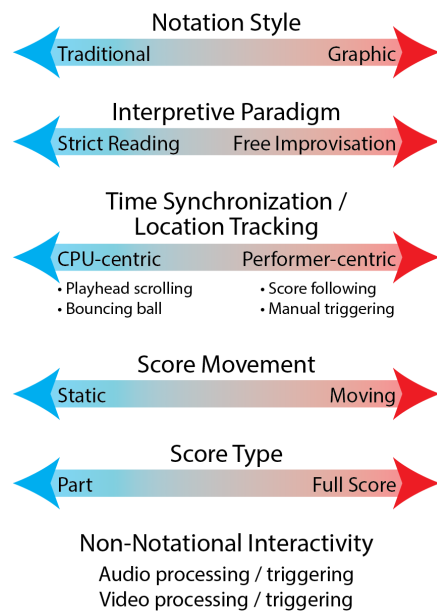 Notation Style
Traditional Graphic
Interpretive Paradigm
Strict Reading Free Improvisation
Time Synchronization /
Location Tracking
CPU-centric Performer-centric
• Playhead scrolling • Score following
• Bouncing ball • Manual triggering
Score Movement
Static Moving
Score Type
Part Full Score
Non-Notational Interactivity
Audio processing / triggering
Video processing / triggering